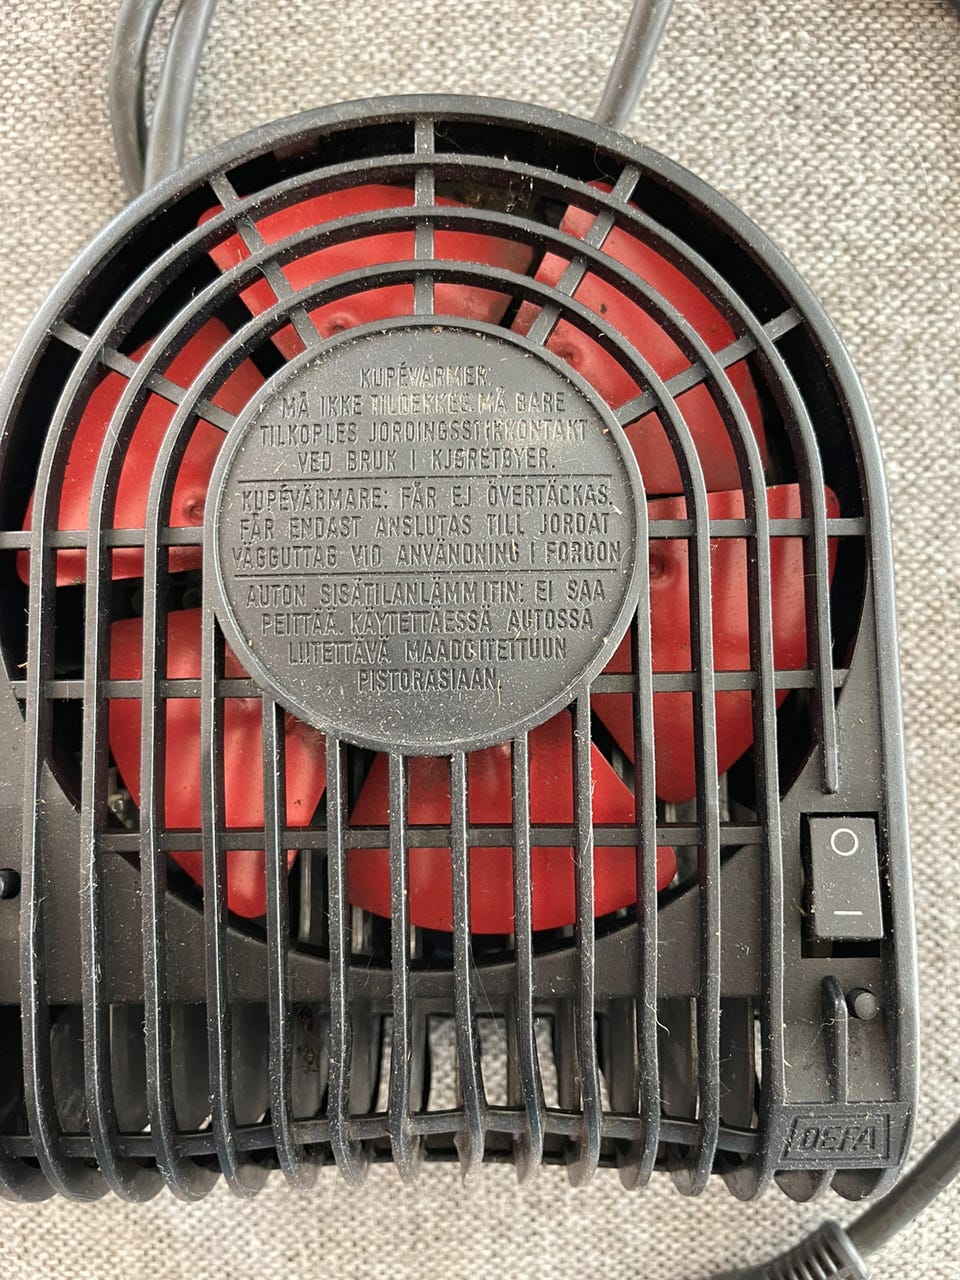 KUPÉVARMER:
MÅ IKKE TILDEKKES. MÅ BARE
TILKOPLES JORDINGSSTIKKONTAKT
VED BRUK I KJØRETØYER.
KUPÉVÄRMARE: FÅR EJ ÖVERTÄCKAS.
FÅR ENDAST ANSLUTAS TILL JORDAT
VÄGGUTTAG VID ANVÄNDNING I FORDON
AUTON SISÄTILANLÄMMITIN: EI SAA
PEITTÄÄ. KÄYTETTÄESSÄ AUTOSSA
LIITETTÄVÄ MAADOITETTUUN
PISTORASIAAN.
O
I
DEFA